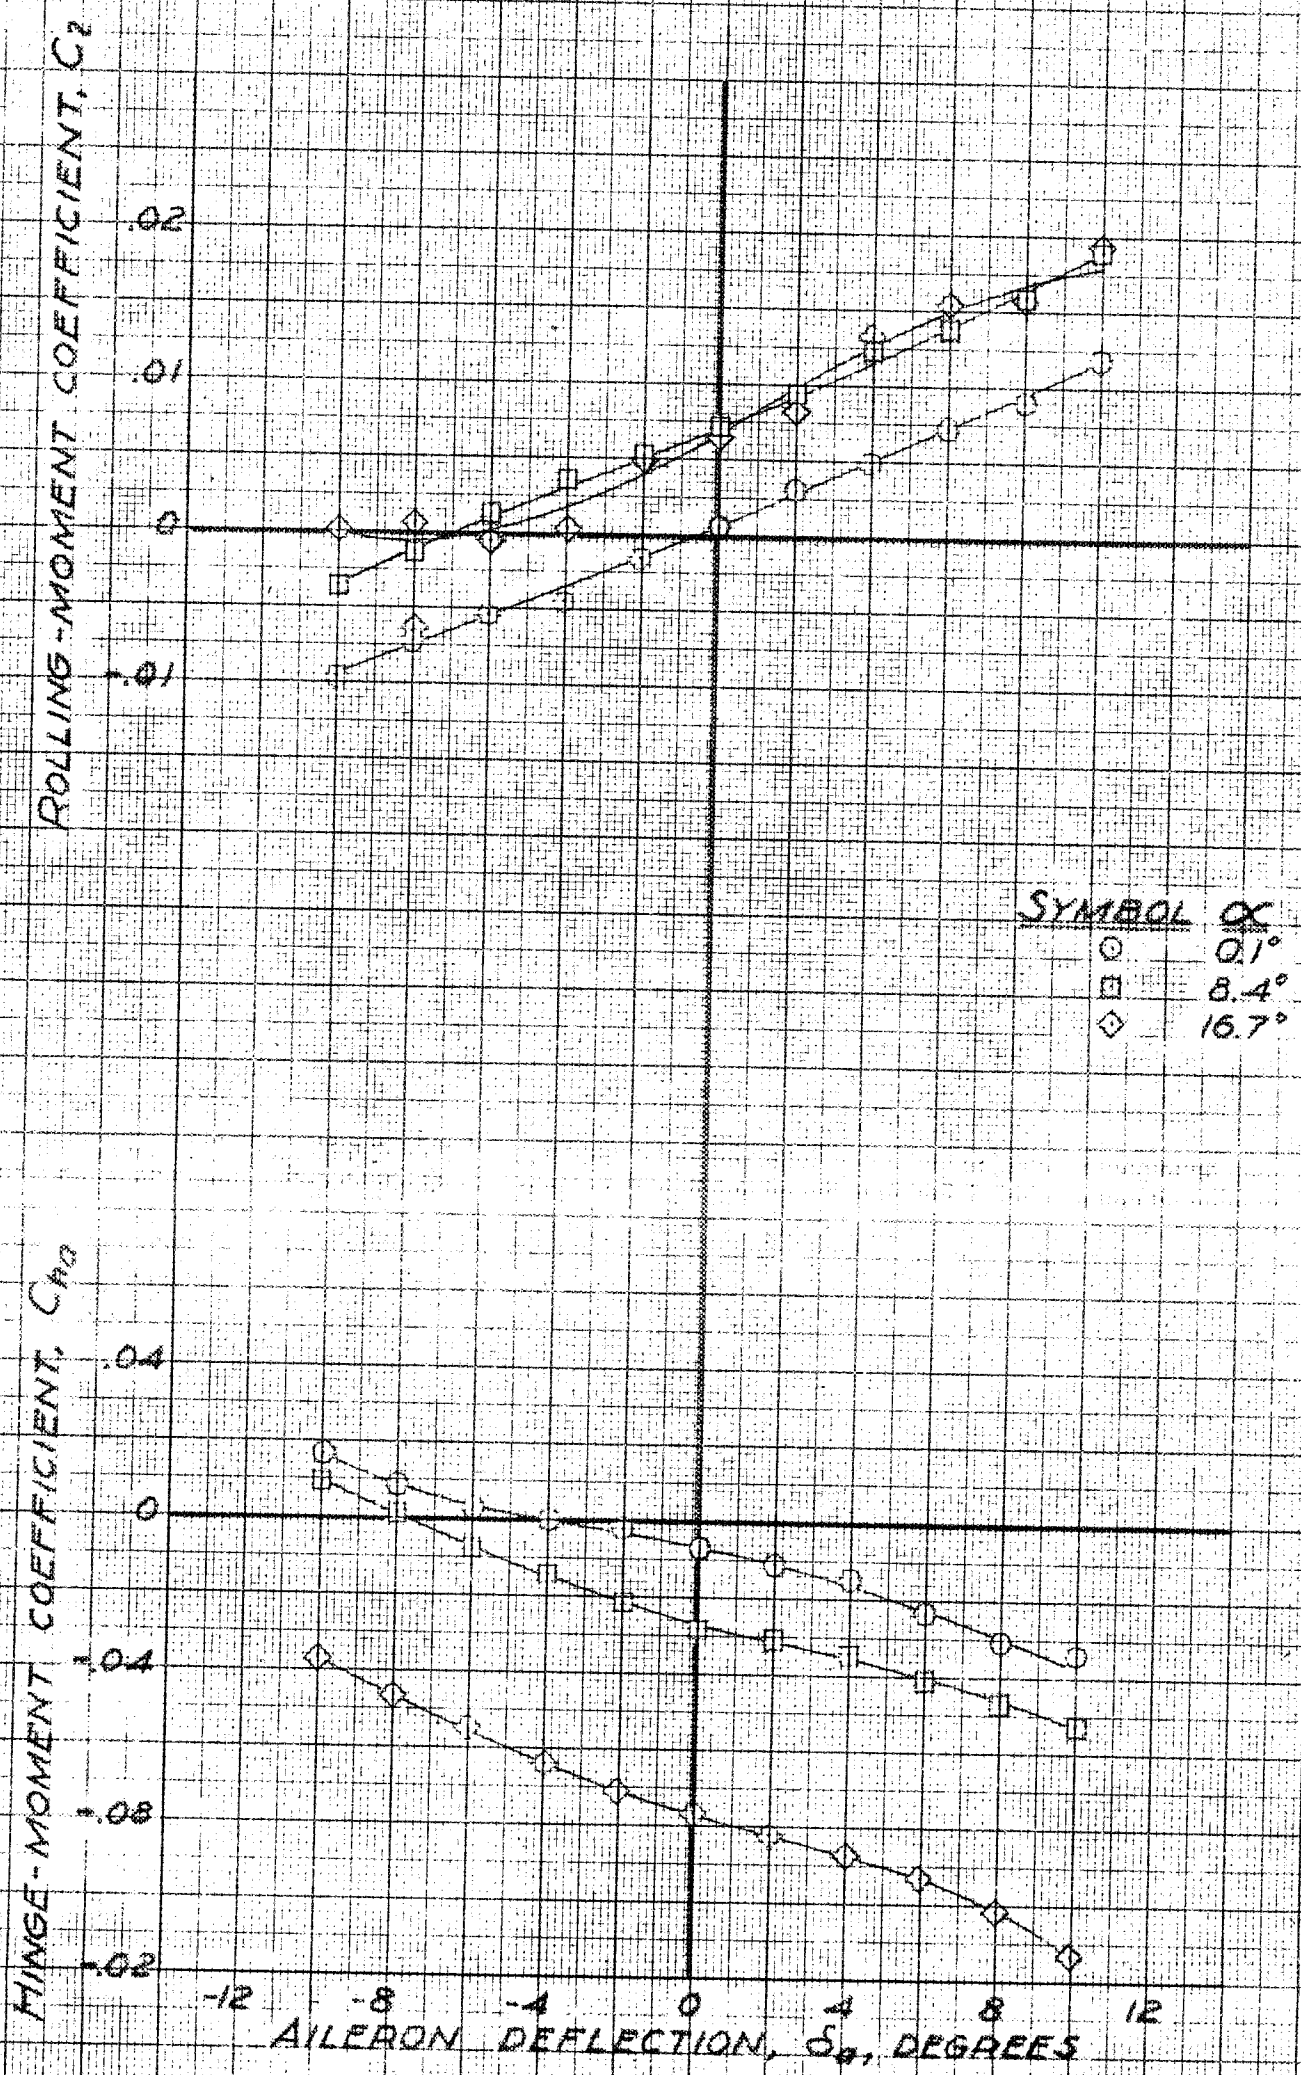 ROLLING-MOMENT COEFFICIENT, Cl
.02
.01
0
-.01
SYMBOL α
○ 0.1°
□ 8.4°
◇ 16.7°
HINGE-MOMENT COEFFICIENT, Cha
.04
0
-.04
-.08
-.02
-12 -8 -4 0 4 8 12
AILERON DEFLECTION, δa, DEGREES